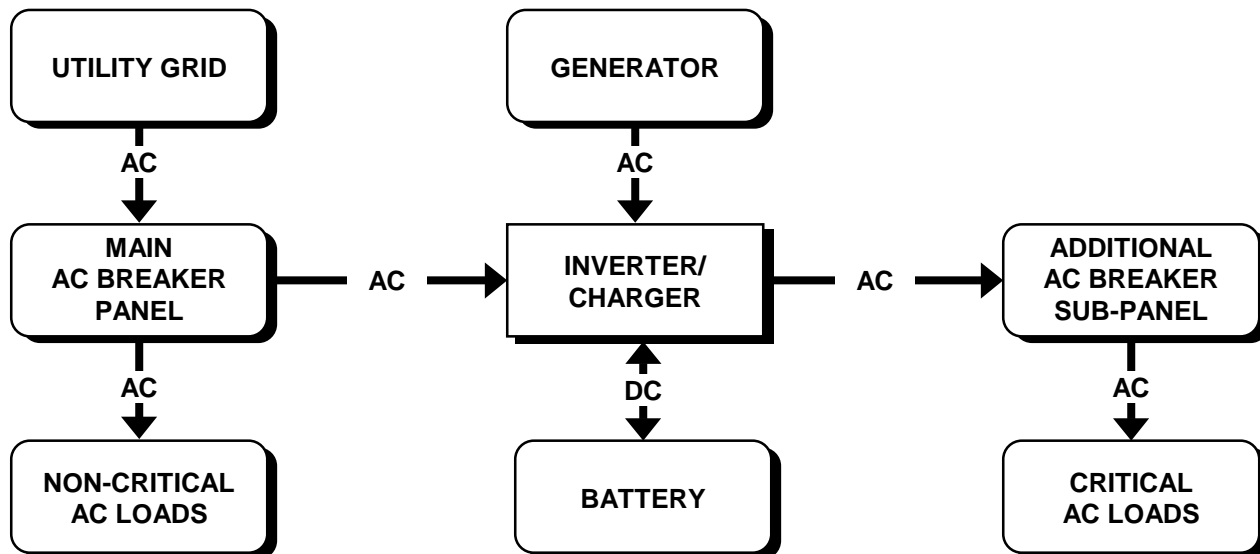 UTILITY GRID
GENERATOR
AC
AC
MAIN
AC BREAKER
PANEL
AC
INVERTER/
CHARGER
AC
ADDITIONAL
AC BREAKER
SUB-PANEL
AC
DC
AC
NON-CRITICAL
AC LOADS
BATTERY
CRITICAL
AC LOADS